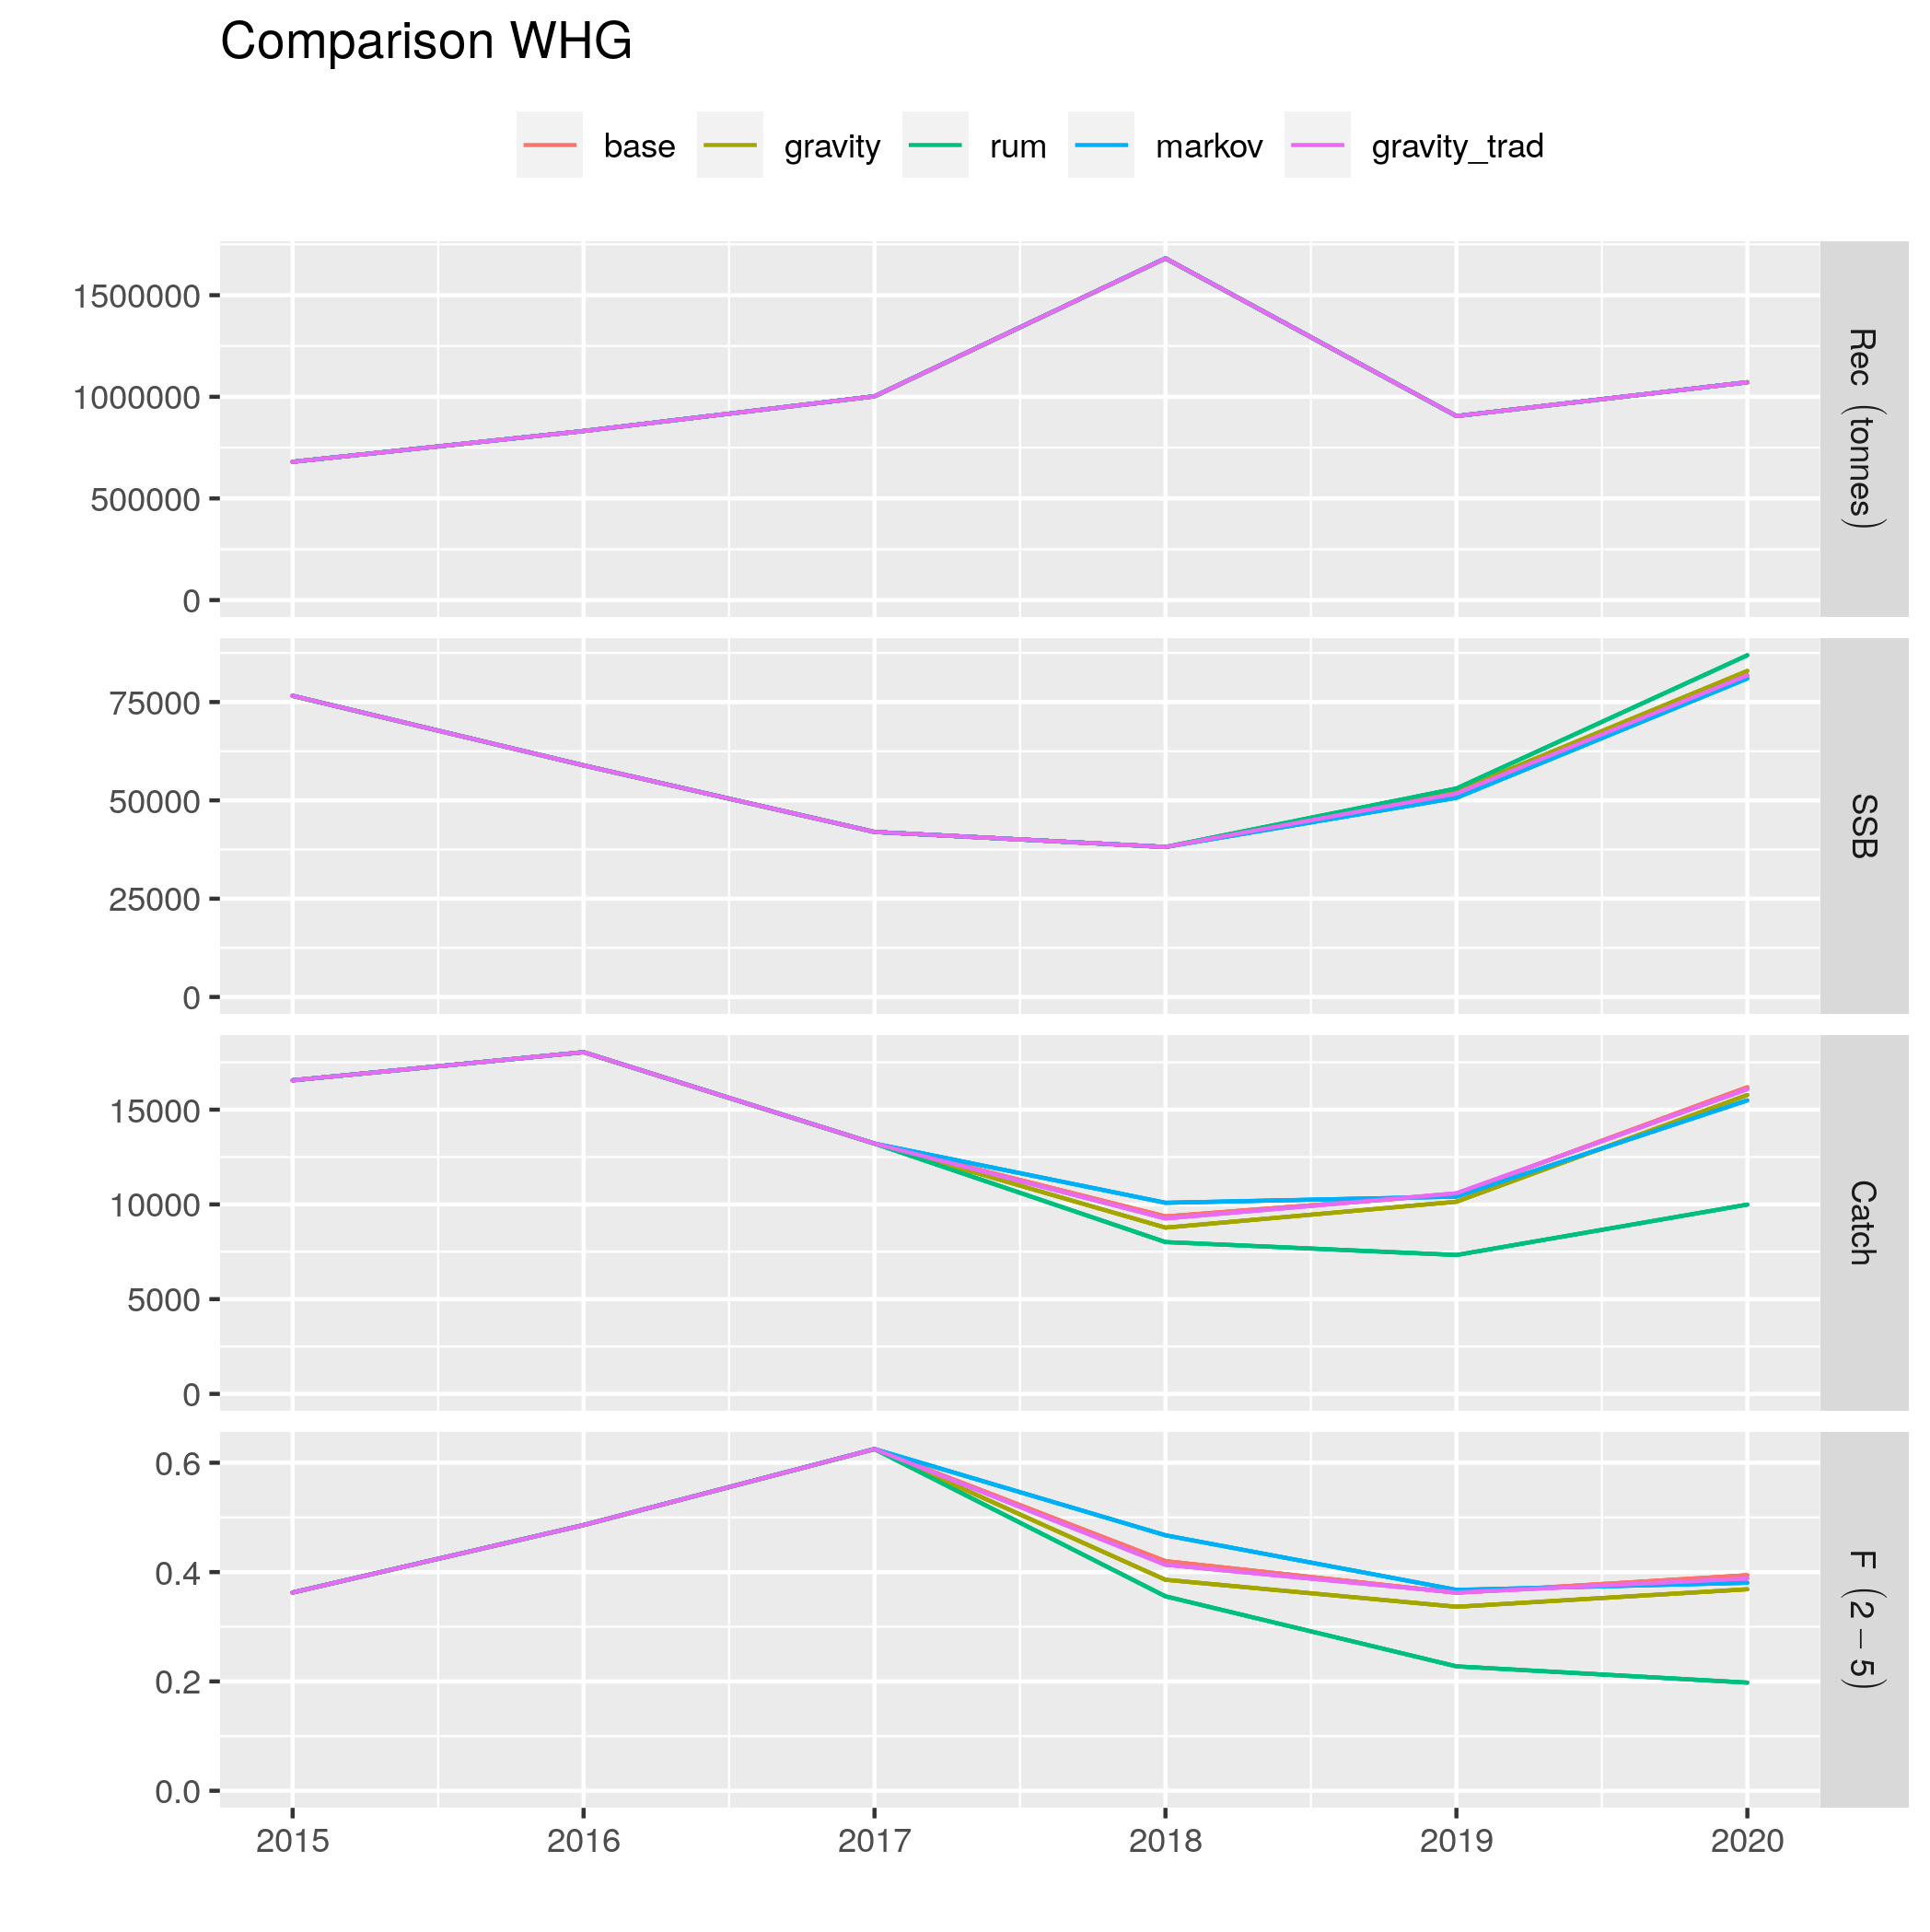 Comparison WHG
base gravity rum markov gravity_trad
1500000
1000000
500000
0
Rec (tonnes)
75000
50000
25000
0
SSB
15000
10000
5000
0
Catch
0.6
0.4
0.2
0.0
F (2−5)
2015 2016 2017 2018 2019 2020